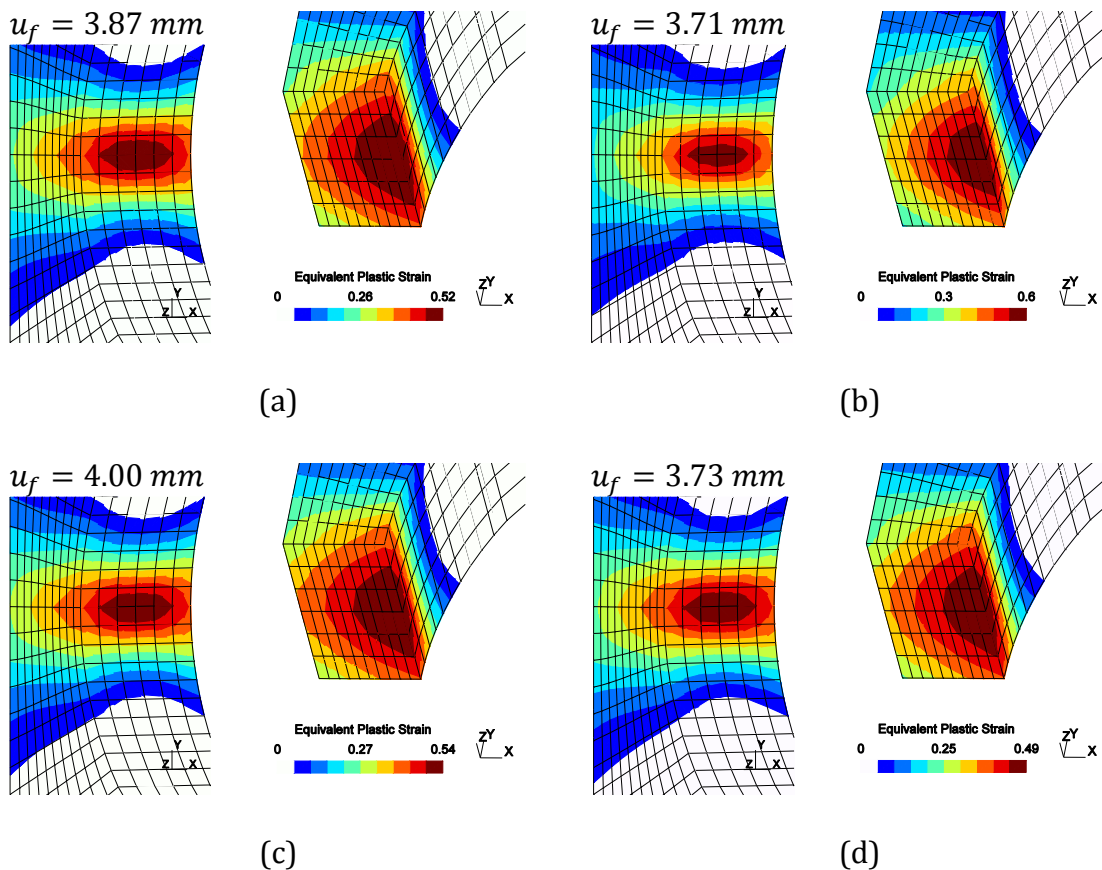 u_f = 3.87 mm
Equivalent Plastic Strain
0 0.26 0.52
Y
Z X
ZY
X
(a)
u_f = 3.71 mm
Equivalent Plastic Strain
0 0.3 0.6
Y
Z X
ZY
X
(b)
u_f = 4.00 mm
Equivalent Plastic Strain
0 0.27 0.54
Y
Z X
ZY
X
(c)
u_f = 3.73 mm
Equivalent Plastic Strain
0 0.25 0.49
Y
Z X
ZY
X
(d)